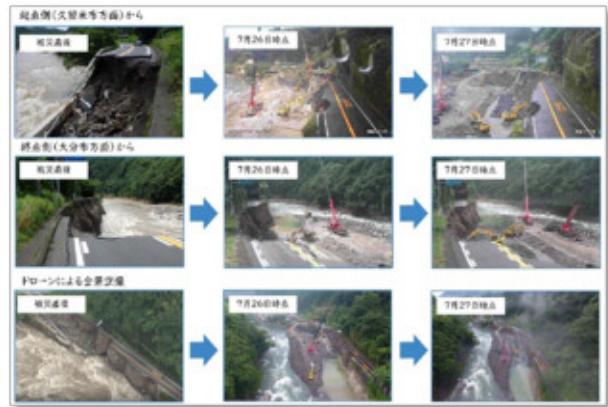 起点側(久留米市方面)から
被災直後
7月26日時点
7月27日時点
終点側(大分市方面)から
被災直後
7月26日時点
7月27日時点
ドローンによる全景空撮
被災直後
7月26日時点
7月27日時点